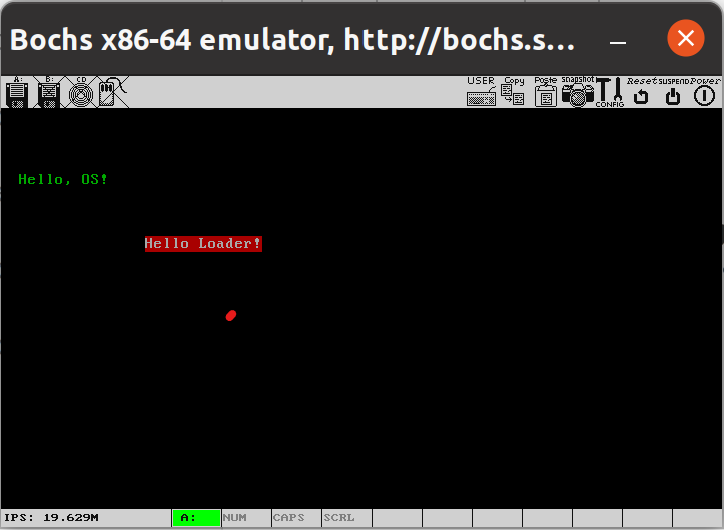 Bochs x86-64 emulator, http://bochs.s...
A: B: CD USER Copy Paste snapshot CONFIG Reset SUSPEND Power
Hello, OS!
Hello Loader!
IPS: 19.629M A: NUM CAPS SCRL